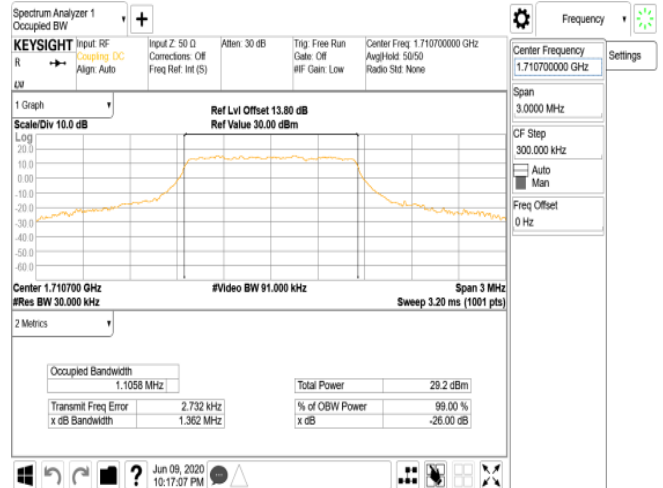 Spectrum Analyzer 1
Occupied BW
Frequency
KEYSIGHT
R
Input: RF
Coupling: DC
Align: Auto
Input Z: 50 Ω
Corrections: Off
Freq Ref: Int (S)
Atten: 30 dB
Trig: Free Run
Gate: Off
#IF Gain: Low
Center Freq: 1.710700000 GHz
Avg|Hold: 50/50
Radio Std: None
Center Frequency
1.710700000 GHz
Settings
Span
3.0000 MHz
CF Step
300.000 kHz
Auto
Man
Freq Offset
0 Hz
1 Graph
Scale/Div 10.0 dB
Ref Lvl Offset 13.80 dB
Ref Value 30.00 dBm
Log
20.0
10.0
0.00
-10.0
-20.0
-30.0
-40.0
-50.0
-60.0
Center 1.710700 GHz
#Video BW 91.000 kHz
Span 3 MHz
#Res BW 30.000 kHz
Sweep 3.20 ms (1001 pts)
2 Metrics
Occupied Bandwidth
1.1058 MHz
Transmit Freq Error
2.732 kHz
x dB Bandwidth
1.362 MHz
Total Power
29.2 dBm
% of OBW Power
99.00 %
x dB
-26.00 dB
Jun 09, 2020
10:17:07 PM